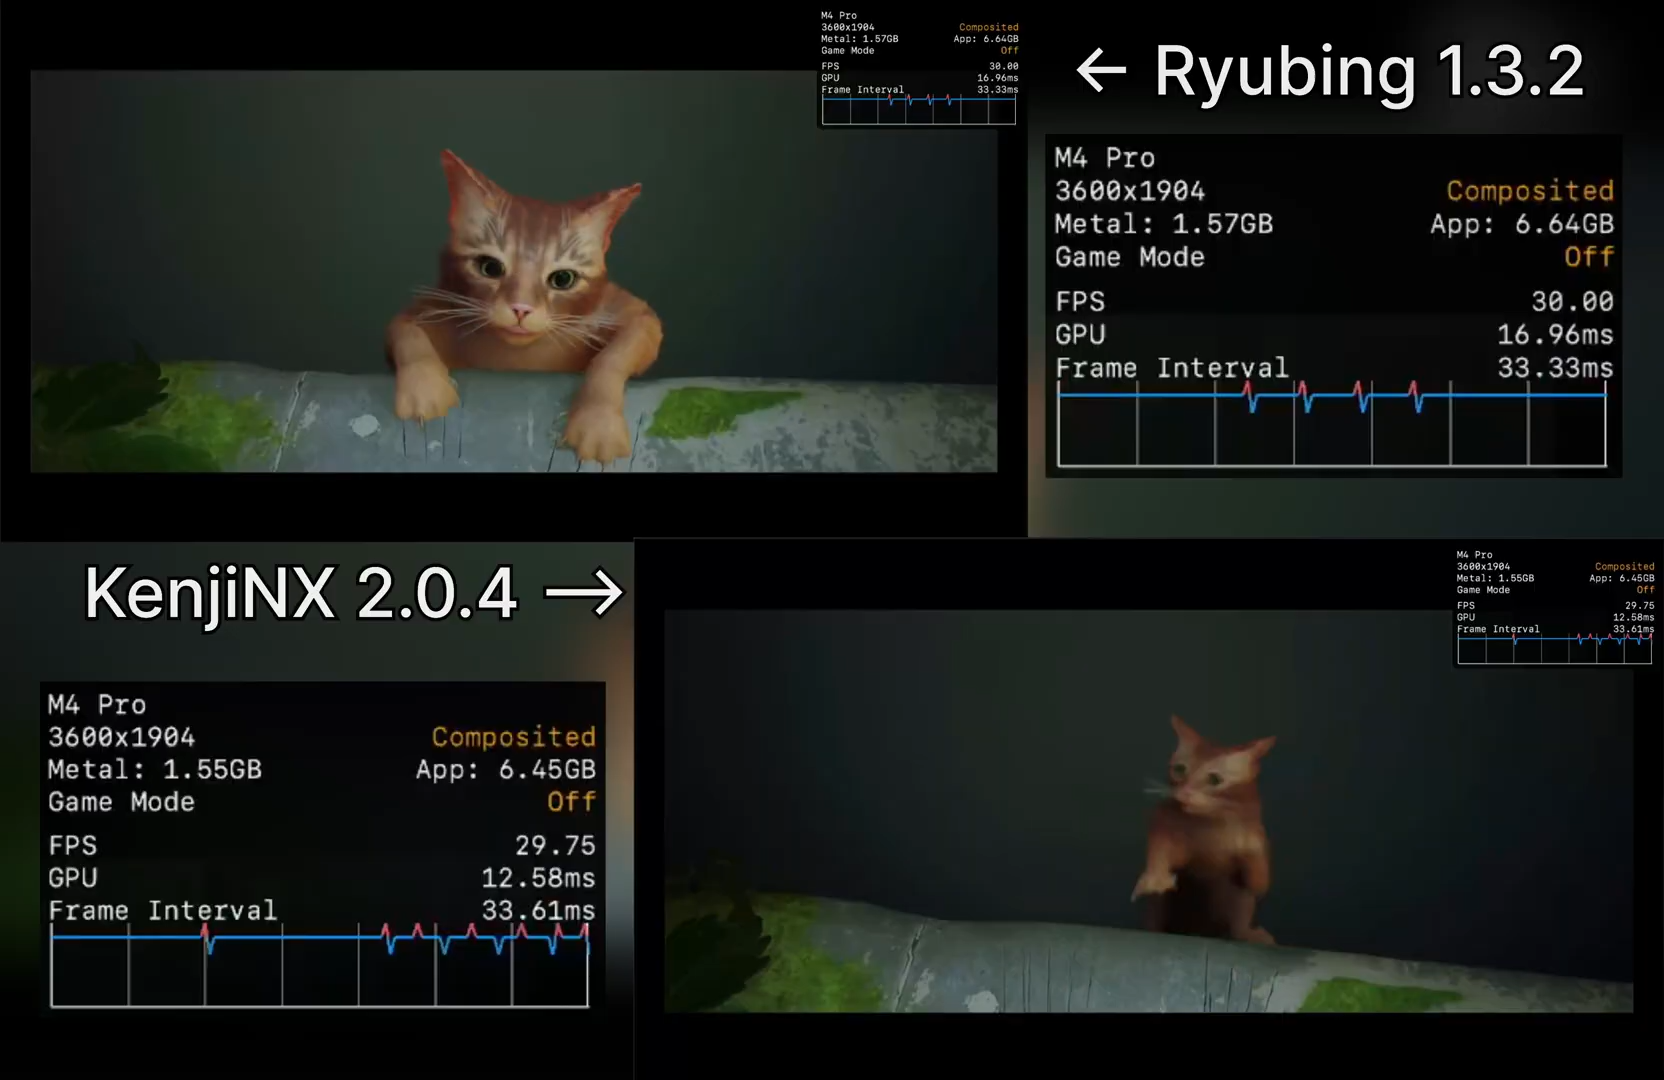 M4 Pro
3600x1904 Composited
Metal: 1.57GB App: 6.64GB
Game Mode Off
FPS 30.00
GPU 16.96ms
Frame Interval 33.33ms
← Ryubing 1.3.2
M4 Pro
3600x1904 Composited
Metal: 1.57GB App: 6.64GB
Game Mode Off
FPS 30.00
GPU 16.96ms
Frame Interval 33.33ms
KenjiNX 2.0.4 →
M4 Pro
3600x1904 Composited
Metal: 1.55GB App: 6.45GB
Game Mode Off
FPS 29.75
GPU 12.58ms
Frame Interval 33.61ms
M4 Pro
3600x1904 Composited
Metal: 1.55GB App: 6.45GB
Game Mode Off
FPS 29.75
GPU 12.58ms
Frame Interval 33.61ms